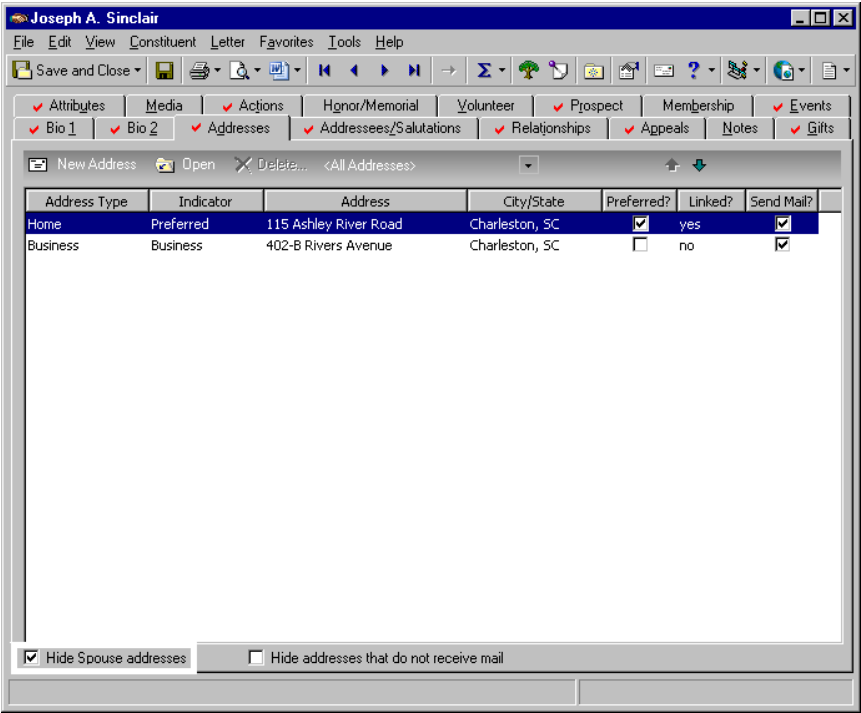 Joseph A. Sinclair
File Edit View Constituent Letter Favorites Tools Help
Save and Close
Attributes Media Actions Honor/Memorial Volunteer Prospect Membership Events
Bio 1 Bio 2 Addresses Addressees/Salutations Relationships Appeals Notes Gifts
New Address Open Delete... <All Addresses>
Address Type Indicator Address City/State Preferred? Linked? Send Mail?
Home Preferred 115 Ashley River Road Charleston, SC yes
Business Business 402-B Rivers Avenue Charleston, SC no
Hide Spouse addresses Hide addresses that do not receive mail